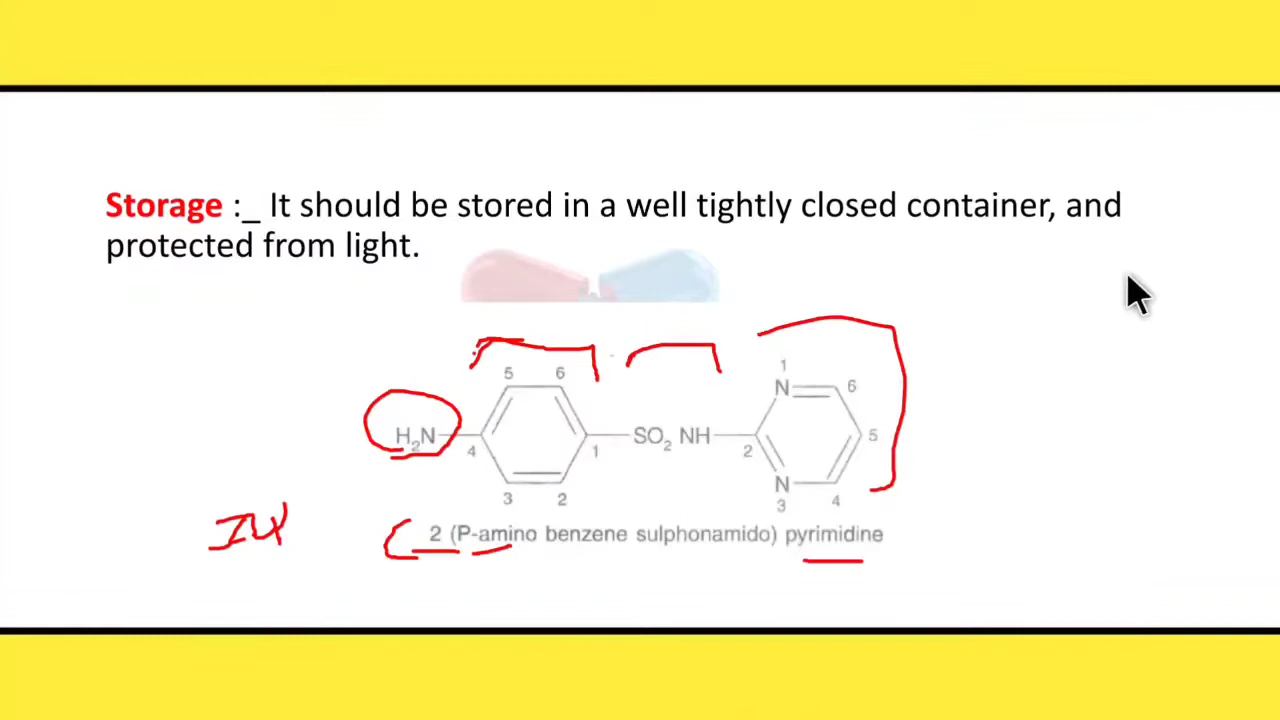 Storage :_ It should be stored in a well tightly closed container, and
protected from light.
5 6 1
N 6
H₂N 4 1 SO₂ NH 2 5
3 2 N 4
3
2 (P-amino benzene sulphonamido) pyrimidine